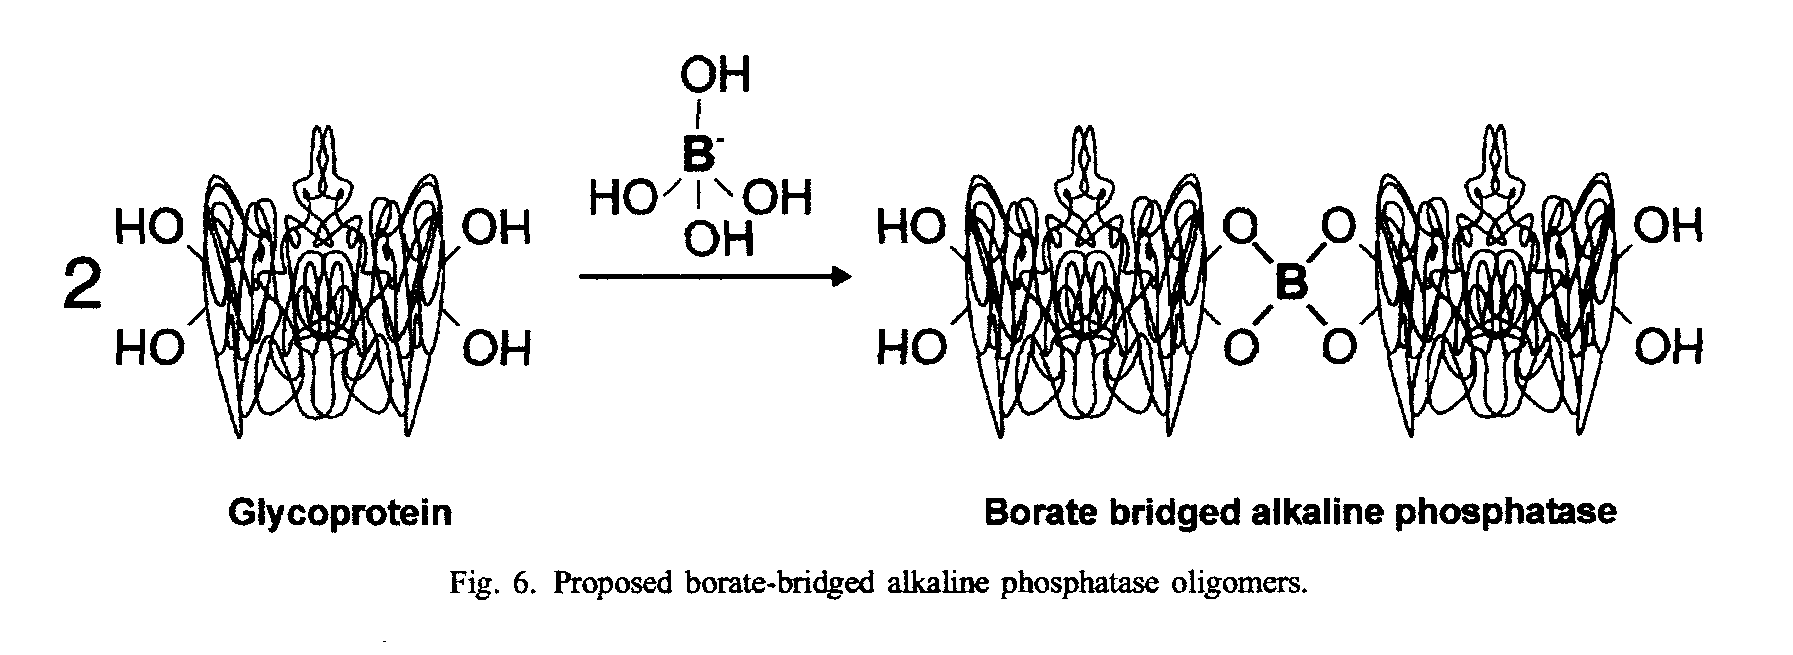 OH
B-
HO OH
OH
HO OH
2
HO OH
HO O O OH
B
HO O O OH
Glycoprotein
Borate bridged alkaline phosphatase
Fig. 6. Proposed borate-bridged alkaline phosphatase oligomers.